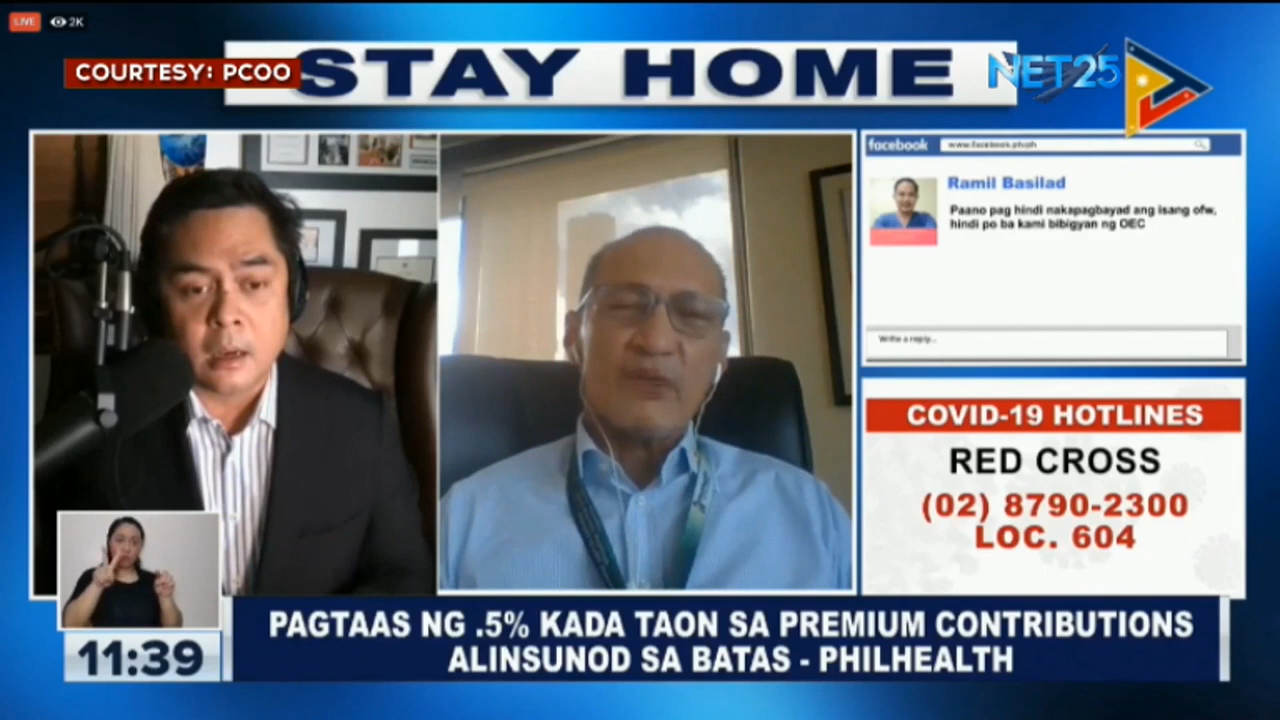 LIVE 2K
STAY HOME
COURTESY: PCOO
NET25
facebook
www.facebook.ph/ph
Ramil Basilad
Paano pag hindi nakapagbayad ang isang ofw,
hindi po ba kami bibigyan ng OEC
Write a reply...
COVID-19 HOTLINES
RED CROSS
(02) 8790-2300
LOC. 604
11:39
PAGTAAS NG .5% KADA TAON SA PREMIUM CONTRIBUTIONS
ALINSUNOD SA BATAS - PHILHEALTH